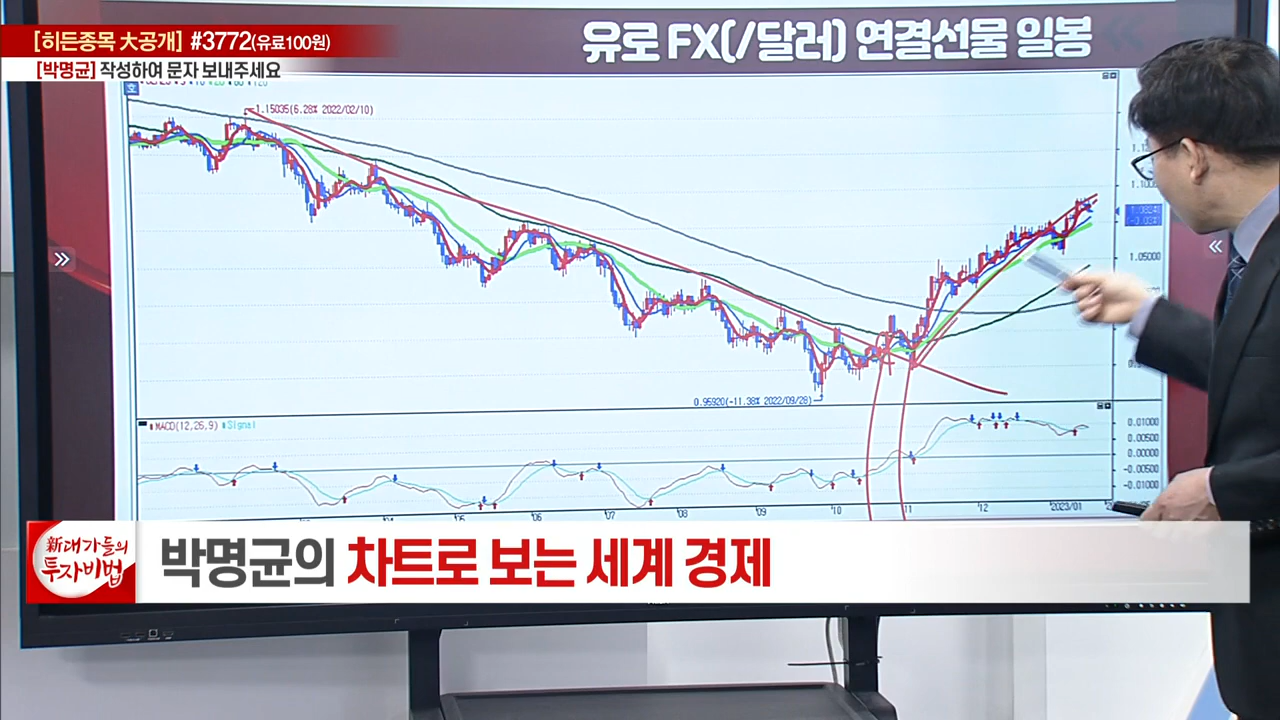 [히든종목 大공개] #3772(유료100원)
[박명균] 작성하여 문자 보내주세요
유로 FX(/달러) 연결선물 일봉
1.15035(6.28% 2022/02/10)
1.05000
0.95920(-11.38% 2022/09/28)
MACD(12,26,9) Signal
0.01000
0.00500
0.00000
-0.00500
-0.01000
'04 '05 '06 '07 '08 '09 '10 '11 '12 2023/01
新대가들의
투자비법
박명균의 차트로 보는 세계 경제